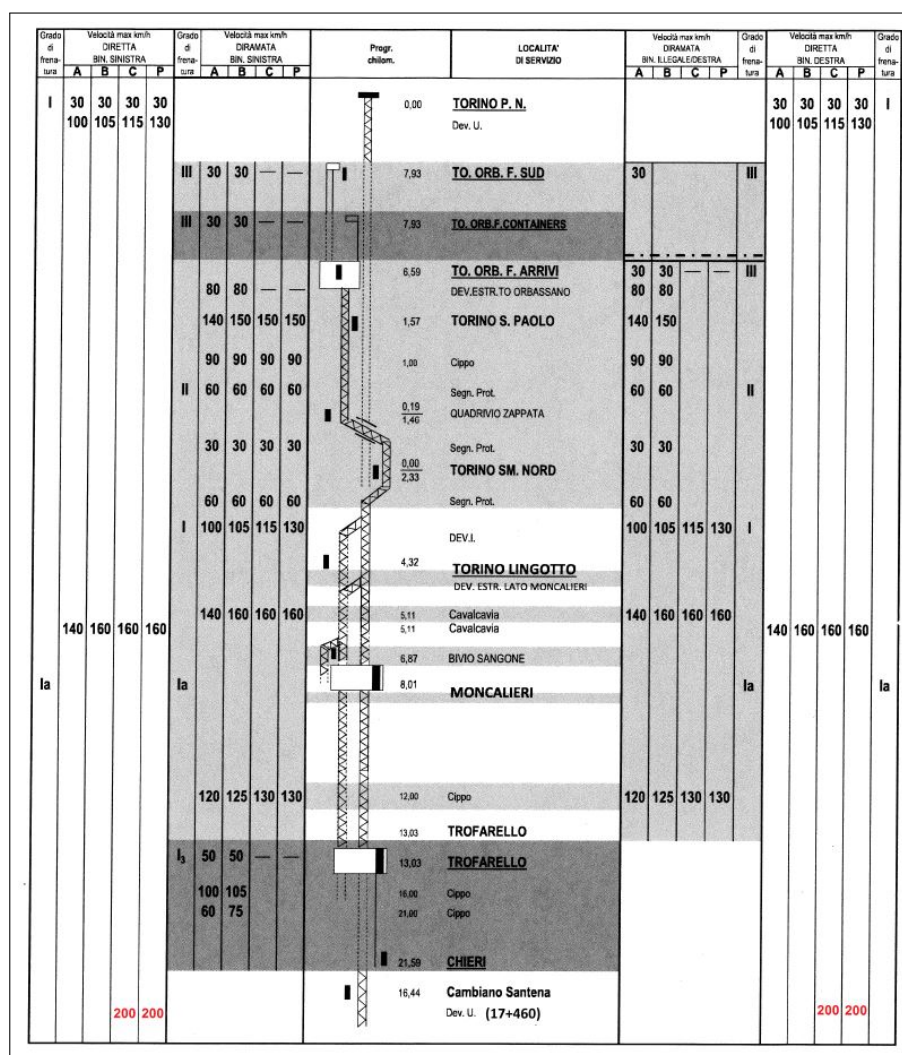 Grado di frenatura Velocità max km/h DIRETTA BIN. SINISTRA Grado di frenatura Velocità max km/h DIRAMATA BIN. SINISTRA Progr. chilom. LOCALITA' DI SERVIZIO Velocità max km/h DIRAMATA BIN. ILLEGALE/DESTRA Grado di frenatura Velocità max km/h DIRETTA BIN. DESTRA Grado di frenatura
A B C P A B C P A B C P A B C P
I 30 30 30 30 0,00 TORINO P. N. 30 30 30 30 I
100 105 115 130 Dev. U. 100 105 115 130
III 30 30 — — 7,93 TO. ORB. F. SUD 30 III
III 30 30 — — 7,93 TO. ORB.F.CONTAINERS
6,59 TO. ORB. F. ARRIVI 30 30 — — III
80 80 — — DEV.ESTR.TO ORBASSANO 80 80
140 150 150 150 1,57 TORINO S. PAOLO 140 150
90 90 90 90 1,00 Cippo 90 90
II 60 60 60 60 Segn. Prot. 60 60 II
0,19
1,46 QUADRIVIO ZAPPATA
30 30 30 30 Segn. Prot. 30 30
0,00
2,33 TORINO SM. NORD
60 60 60 60 Segn. Prot. 60 60
I 100 105 115 130 DEV.I. 100 105 115 130 I
4,32 TORINO LINGOTTO
DEV. ESTR. LATO MONCALIERI
140 160 160 160 5,11 Cavalcavia 140 160 160 160
140 160 160 160 5,11 Cavalcavia 140 160 160 160
6,87 BIVIO SANGONE
Ia Ia 8,01 MONCALIERI Ia Ia
120 125 130 130 12,00 Cippo 120 125 130 130
13,03 TROFARELLO
I3 50 50 — — 13,03 TROFARELLO
100 105 16,00 Cippo
60 75 21,00 Cippo
21,59 CHIERI
16,44 Cambiano Santena
200 200 Dev. U. (17+460) 200 200